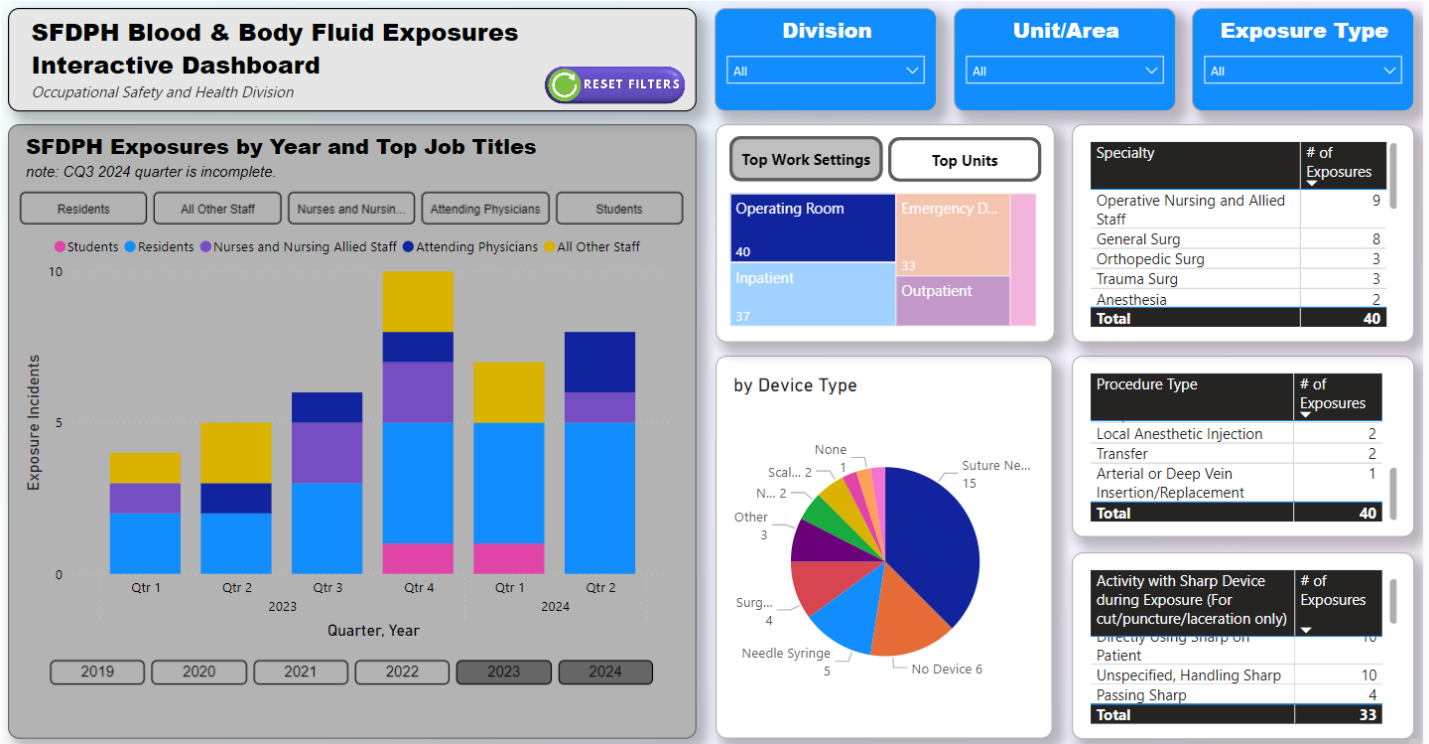 SFDPH Blood & Body Fluid Exposures
Interactive Dashboard
Occupational Safety and Health Division
RESET FILTERS
Division
All
Unit/Area
All
Exposure Type
All
SFDPH Exposures by Year and Top Job Titles
note: CQ3 2024 quarter is incomplete.
Residents
All Other Staff
Nurses and Nursin...
Attending Physicians
Students
Students Residents Nurses and Nursing Allied Staff Attending Physicians All Other Staff
10
5
0
Exposure Incidents
Qtr 1 Qtr 2 Qtr 3 Qtr 4 Qtr 1 Qtr 2
2023 2024
Quarter, Year
2019
2020
2021
2022
2023
2024
Top Work Settings
Top Units
Operating Room
40
Emergency D...
33
Inpatient
37
Outpatient
by Device Type
None
1
Scal... 2
N... 2
Other
3
Surg...
4
Needle Syringe
5
No Device 6
Suture Ne...
15
Specialty # of
Exposures
Operative Nursing and Allied 9
Staff
General Surg 8
Orthopedic Surg 3
Trauma Surg 3
Anesthesia 2
Total 40
Procedure Type # of
Exposures
Local Anesthetic Injection 2
Transfer 2
Arterial or Deep Vein 1
Insertion/Replacement
Total 40
Activity with Sharp Device # of
during Exposure (For Exposures
cut/puncture/laceration only)
Directly Using Sharp on 10
Patient
Unspecified, Handling Sharp 10
Passing Sharp 4
Total 33